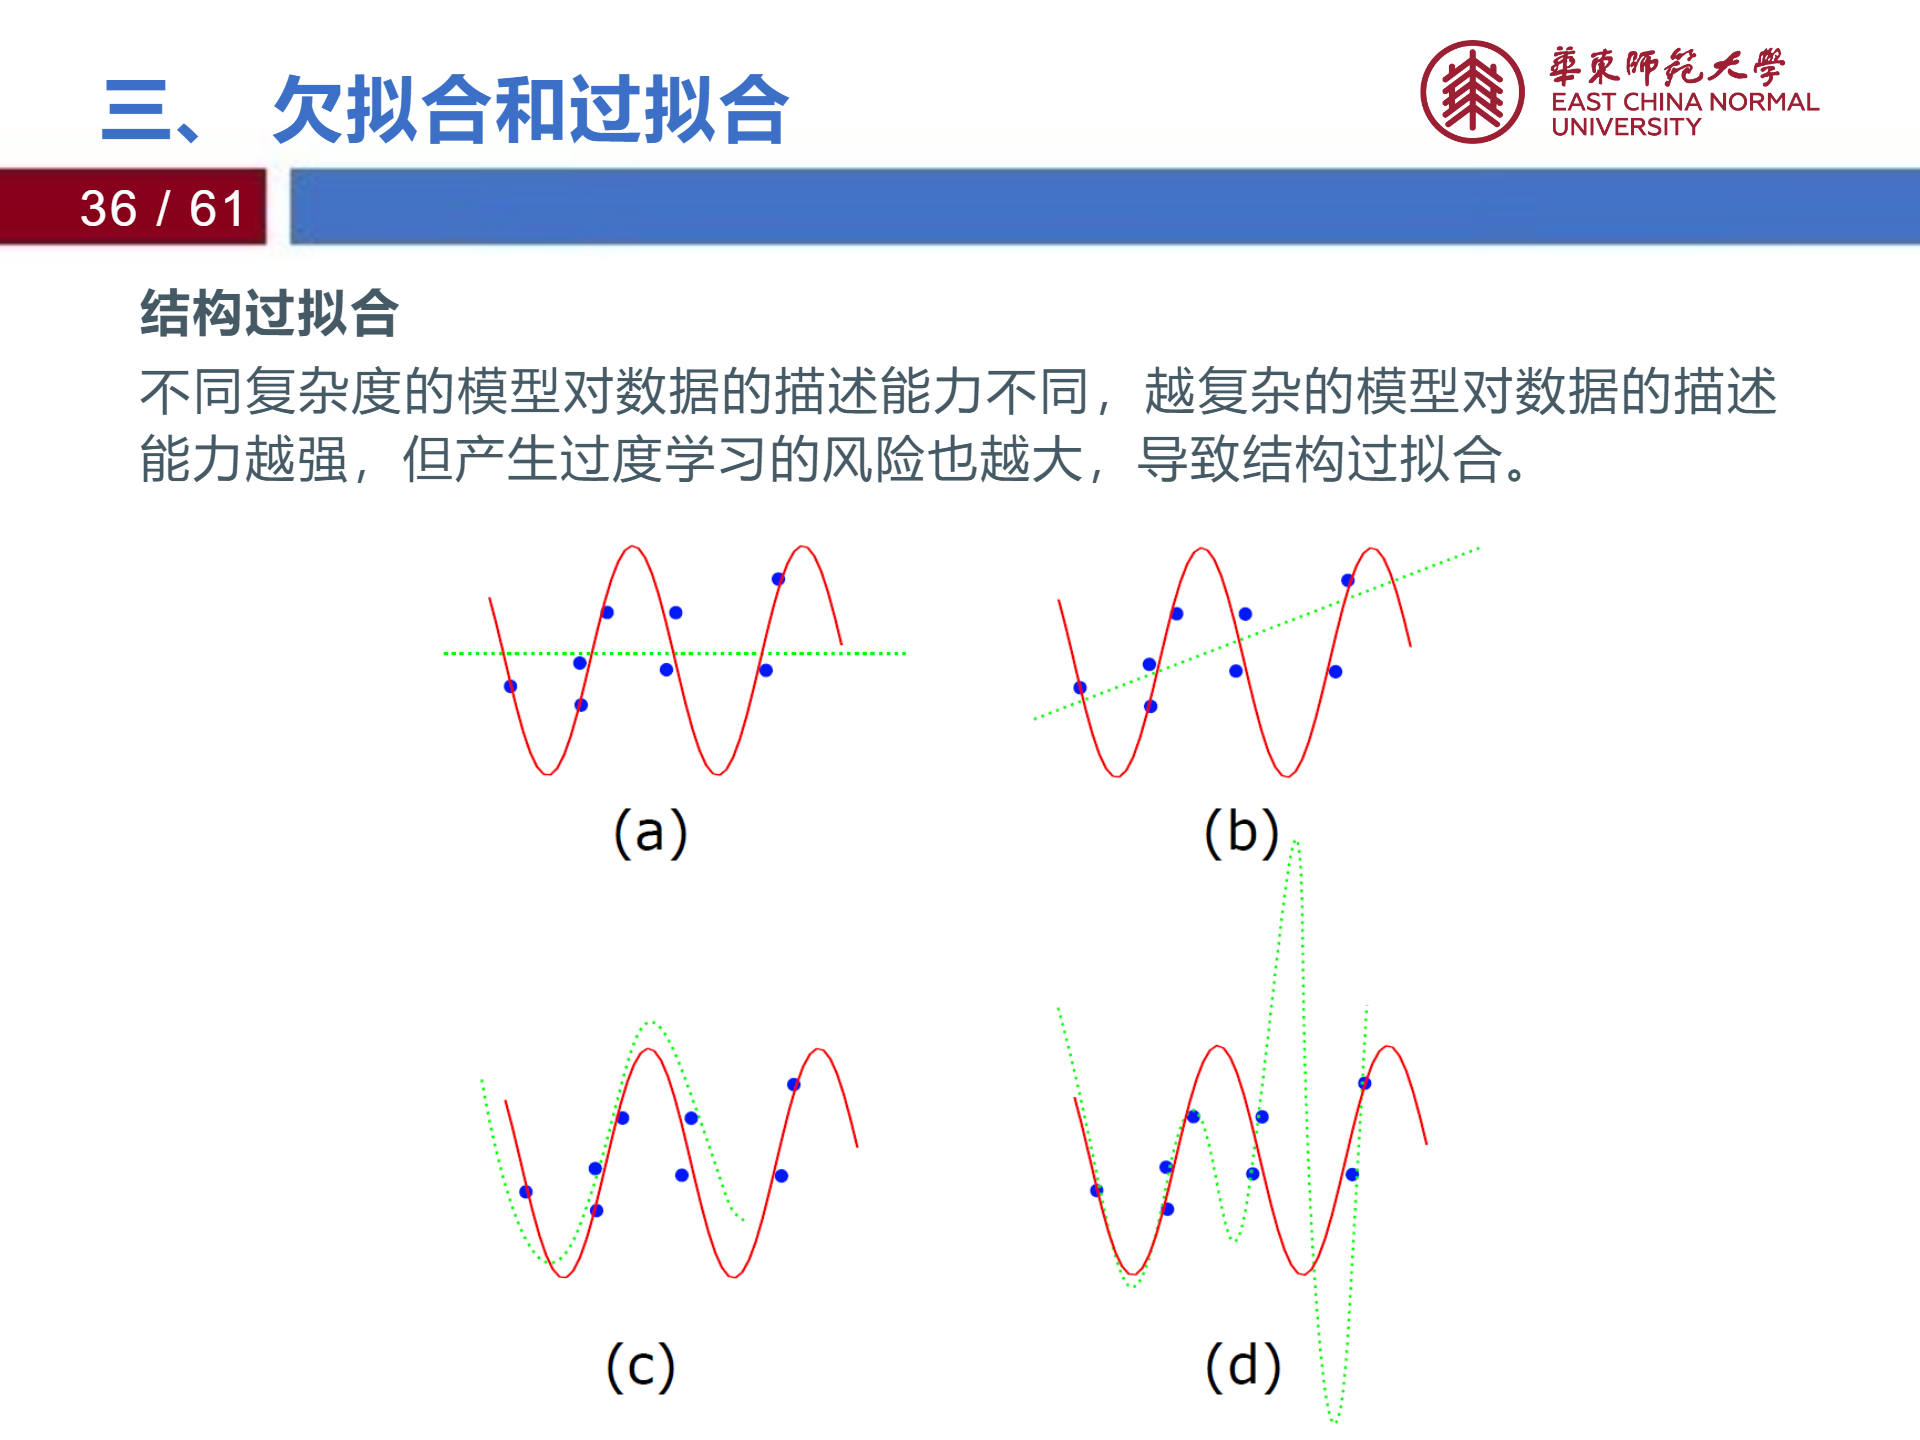 三、 欠拟合和过拟合
華東師範大學
EAST CHINA NORMAL
UNIVERSITY
36 / 61
结构过拟合
不同复杂度的模型对数据的描述能力不同，越复杂的模型对数据的描述
能力越强，但产生过度学习的风险也越大，导致结构过拟合。
(a)
(b)
(c)
(d)